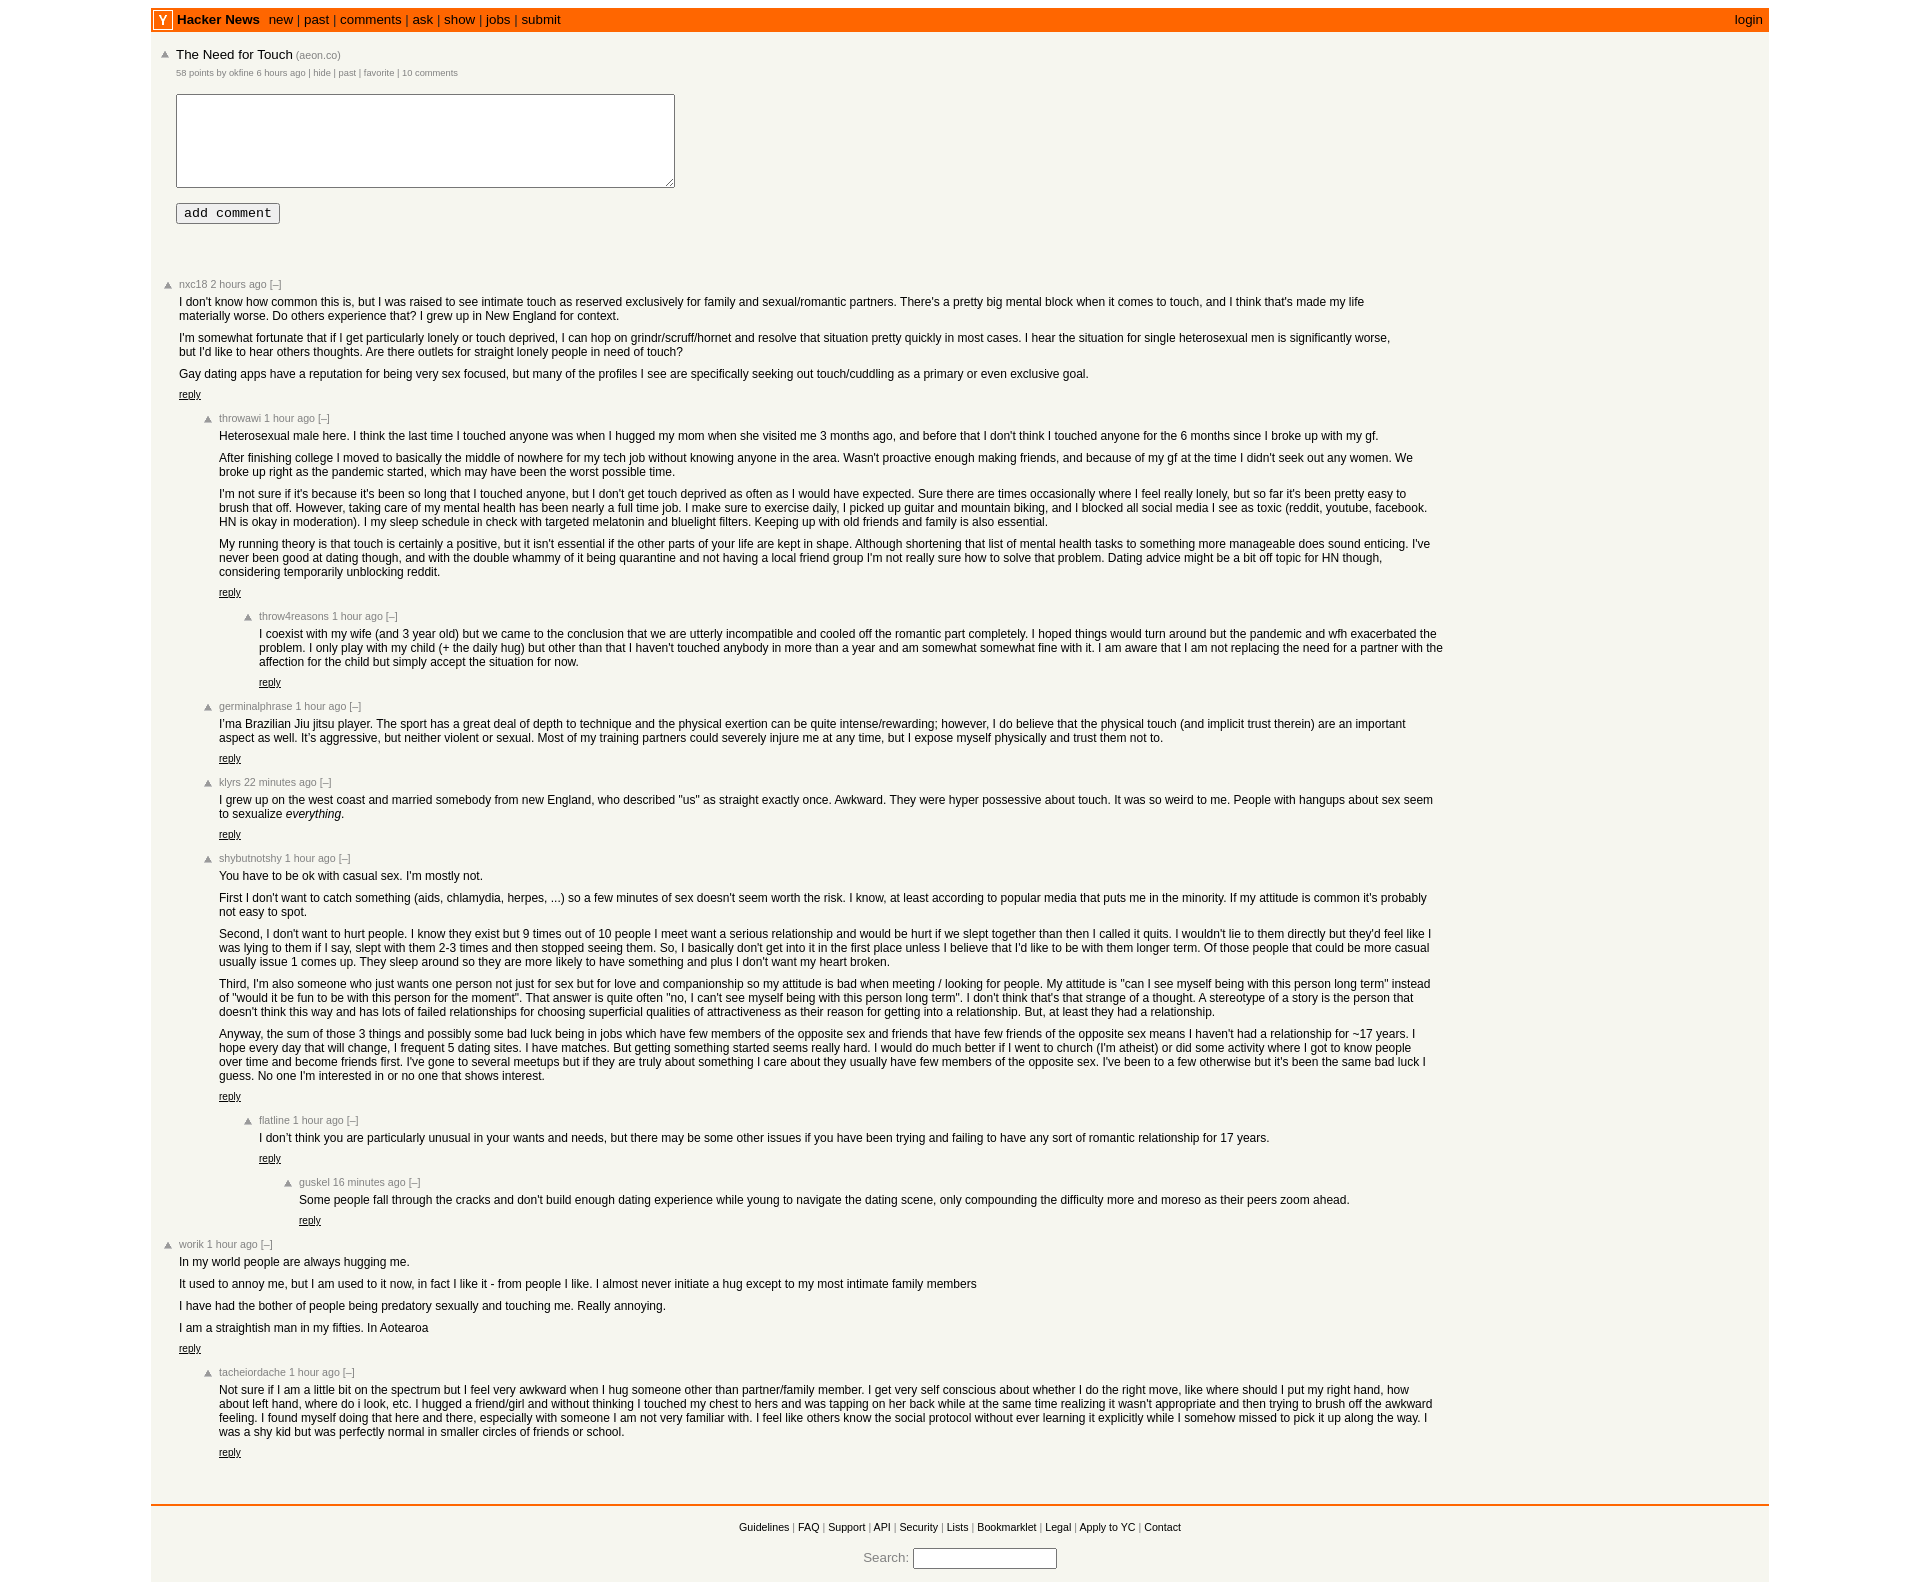 Y Hacker News new | past | comments | ask | show | jobs | submit login
The Need for Touch (aeon.co)
58 points by okfine 6 hours ago | hide | past | favorite | 10 comments
add comment
nxc18 2 hours ago [–]
I don't know how common this is, but I was raised to see intimate touch as reserved exclusively for family and sexual/romantic partners. There's a pretty big mental block when it comes to touch, and I think that's made my life
materially worse. Do others experience that? I grew up in New England for context.
I'm somewhat fortunate that if I get particularly lonely or touch deprived, I can hop on grindr/scruff/hornet and resolve that situation pretty quickly in most cases. I hear the situation for single heterosexual men is significantly worse,
but I'd like to hear others thoughts. Are there outlets for straight lonely people in need of touch?
Gay dating apps have a reputation for being very sex focused, but many of the profiles I see are specifically seeking out touch/cuddling as a primary or even exclusive goal.
reply
throwawi 1 hour ago [–]
Heterosexual male here. I think the last time I touched anyone was when I hugged my mom when she visited me 3 months ago, and before that I don't think I touched anyone for the 6 months since I broke up with my gf.
After finishing college I moved to basically the middle of nowhere for my tech job without knowing anyone in the area. Wasn't proactive enough making friends, and because of my gf at the time I didn't seek out any women. We
broke up right as the pandemic started, which may have been the worst possible time.
I'm not sure if it's because it's been so long that I touched anyone, but I don't get touch deprived as often as I would have expected. Sure there are times occasionally where I feel really lonely, but so far it's been pretty easy to
brush that off. However, taking care of my mental health has been nearly a full time job. I make sure to exercise daily, I picked up guitar and mountain biking, and I blocked all social media I see as toxic (reddit, youtube, facebook.
HN is okay in moderation). I my sleep schedule in check with targeted melatonin and bluelight filters. Keeping up with old friends and family is also essential.
My running theory is that touch is certainly a positive, but it isn't essential if the other parts of your life are kept in shape. Although shortening that list of mental health tasks to something more manageable does sound enticing. I've
never been good at dating though, and with the double whammy of it being quarantine and not having a local friend group I'm not really sure how to solve that problem. Dating advice might be a bit off topic for HN though,
considering temporarily unblocking reddit.
reply
throw4reasons 1 hour ago [–]
I coexist with my wife (and 3 year old) but we came to the conclusion that we are utterly incompatible and cooled off the romantic part completely. I hoped things would turn around but the pandemic and wfh exacerbated the
problem. I only play with my child (+ the daily hug) but other than that I haven't touched anybody in more than a year and am somewhat somewhat fine with it. I am aware that I am not replacing the need for a partner with the
affection for the child but simply accept the situation for now.
reply
germinalphrase 1 hour ago [–]
I’ma Brazilian Jiu jitsu player. The sport has a great deal of depth to technique and the physical exertion can be quite intense/rewarding; however, I do believe that the physical touch (and implicit trust therein) are an important
aspect as well. It’s aggressive, but neither violent or sexual. Most of my training partners could severely injure me at any time, but I expose myself physically and trust them not to.
reply
klyrs 22 minutes ago [–]
I grew up on the west coast and married somebody from new England, who described "us" as straight exactly once. Awkward. They were hyper possessive about touch. It was so weird to me. People with hangups about sex seem
to sexualize everything.
reply
shybutnotshy 1 hour ago [–]
You have to be ok with casual sex. I'm mostly not.
First I don't want to catch something (aids, chlamydia, herpes, ...) so a few minutes of sex doesn't seem worth the risk. I know, at least according to popular media that puts me in the minority. If my attitude is common it's probably
not easy to spot.
Second, I don't want to hurt people. I know they exist but 9 times out of 10 people I meet want a serious relationship and would be hurt if we slept together than then I called it quits. I wouldn't lie to them directly but they'd feel like I
was lying to them if I say, slept with them 2-3 times and then stopped seeing them. So, I basically don't get into it in the first place unless I believe that I'd like to be with them longer term. Of those people that could be more casual
usually issue 1 comes up. They sleep around so they are more likely to have something and plus I don't want my heart broken.
Third, I'm also someone who just wants one person not just for sex but for love and companionship so my attitude is bad when meeting / looking for people. My attitude is "can I see myself being with this person long term" instead
of "would it be fun to be with this person for the moment". That answer is quite often "no, I can't see myself being with this person long term". I don't think that's that strange of a thought. A stereotype of a story is the person that
doesn't think this way and has lots of failed relationships for choosing superficial qualities of attractiveness as their reason for getting into a relationship. But, at least they had a relationship.
Anyway, the sum of those 3 things and possibly some bad luck being in jobs which have few members of the opposite sex and friends that have few friends of the opposite sex means I haven't had a relationship for ~17 years. I
hope every day that will change, I frequent 5 dating sites. I have matches. But getting something started seems really hard. I would do much better if I went to church (I'm atheist) or did some activity where I got to know people
over time and become friends first. I've gone to several meetups but if they are truly about something I care about they usually have few members of the opposite sex. I've been to a few otherwise but it's been the same bad luck I
guess. No one I'm interested in or no one that shows interest.
reply
flatline 1 hour ago [–]
I don’t think you are particularly unusual in your wants and needs, but there may be some other issues if you have been trying and failing to have any sort of romantic relationship for 17 years.
reply
guskel 16 minutes ago [–]
Some people fall through the cracks and don't build enough dating experience while young to navigate the dating scene, only compounding the difficulty more and moreso as their peers zoom ahead.
reply
worik 1 hour ago [–]
In my world people are always hugging me.
It used to annoy me, but I am used to it now, in fact I like it - from people I like. I almost never initiate a hug except to my most intimate family members
I have had the bother of people being predatory sexually and touching me. Really annoying.
I am a straightish man in my fifties. In Aotearoa
reply
tacheiordache 1 hour ago [–]
Not sure if I am a little bit on the spectrum but I feel very awkward when I hug someone other than partner/family member. I get very self conscious about whether I do the right move, like where should I put my right hand, how
about left hand, where do i look, etc. I hugged a friend/girl and without thinking I touched my chest to hers and was tapping on her back while at the same time realizing it wasn't appropriate and then trying to brush off the awkward
feeling. I found myself doing that here and there, especially with someone I am not very familiar with. I feel like others know the social protocol without ever learning it explicitly while I somehow missed to pick it up along the way. I
was a shy kid but was perfectly normal in smaller circles of friends or school.
reply
Guidelines | FAQ | Support | API | Security | Lists | Bookmarklet | Legal | Apply to YC | Contact
Search: